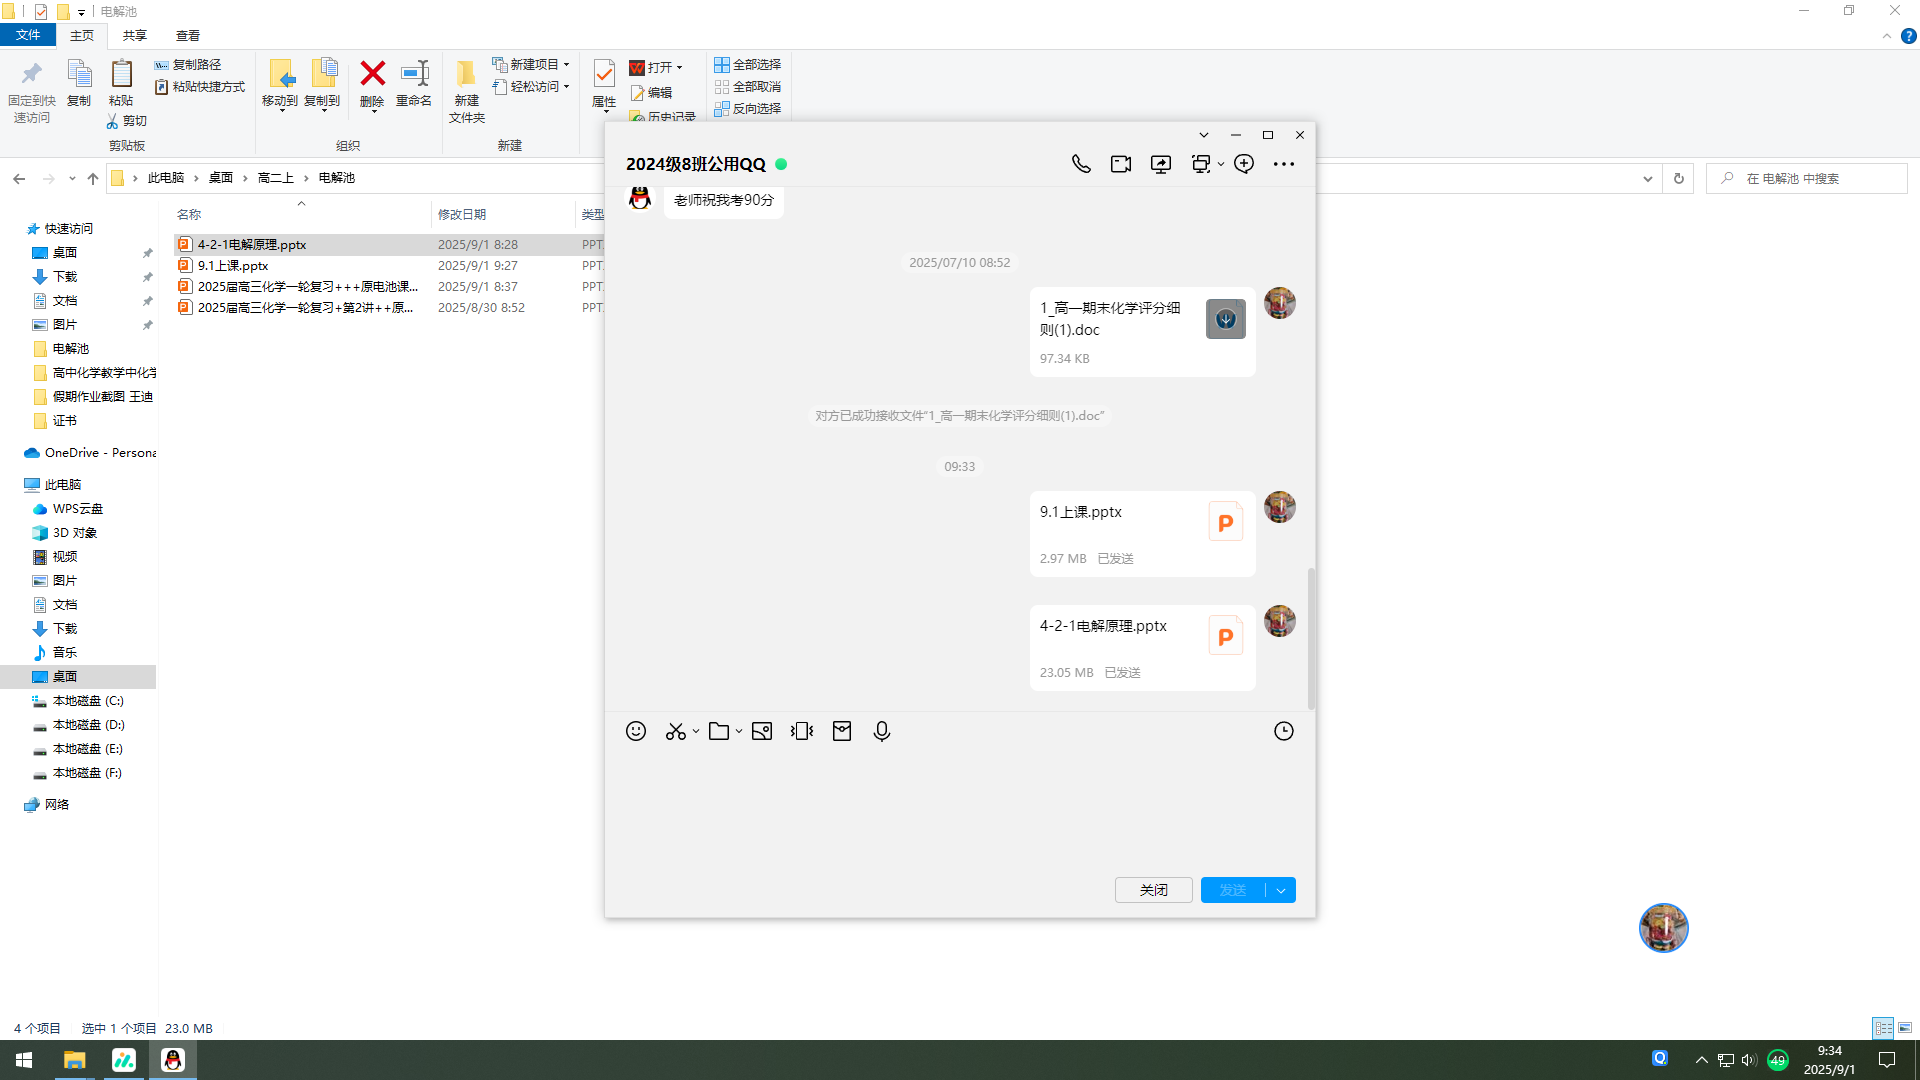 电解池
文件
主页
共享
查看
固定到快
速访问
复制
粘贴
复制路径
粘贴快捷方式
剪切
剪贴板
移动到
复制到
删除
重命名
组织
新建
文件夹
新建项目
轻松访问
新建
属性
打开
编辑
历史记录
全部选择
全部取消
反向选择
此电脑
桌面
高二上
电解池
在 电解池 中搜索
快速访问
桌面
下载
文档
图片
电解池
高中化学教学中化学
假期作业截图 王迪
证书
OneDrive - Persona
此电脑
WPS云盘
3D 对象
视频
图片
文档
下载
音乐
桌面
本地磁盘 (C:)
本地磁盘 (D:)
本地磁盘 (E:)
本地磁盘 (F:)
网络
名称
修改日期
类型
4-2-1电解原理.pptx
2025/9/1 8:28
PPT
9.1上课.pptx
2025/9/1 9:27
PPT
2025届高三化学一轮复习+++原电池课...
2025/9/1 8:37
PPT
2025届高三化学一轮复习+第2讲++原...
2025/8/30 8:52
PPT
2024级8班公用QQ
老师祝我考90分
2025/07/10 08:52
1_高一期末化学评分细
则(1).doc
97.34 KB
对方已成功接收文件“1_高一期末化学评分细则(1).doc”
09:33
9.1上课.pptx
P
2.97 MB 已发送
4-2-1电解原理.pptx
P
23.05 MB 已发送
关闭
发送
4 个项目
选中 1 个项目 23.0 MB
49
9:34
2025/9/1